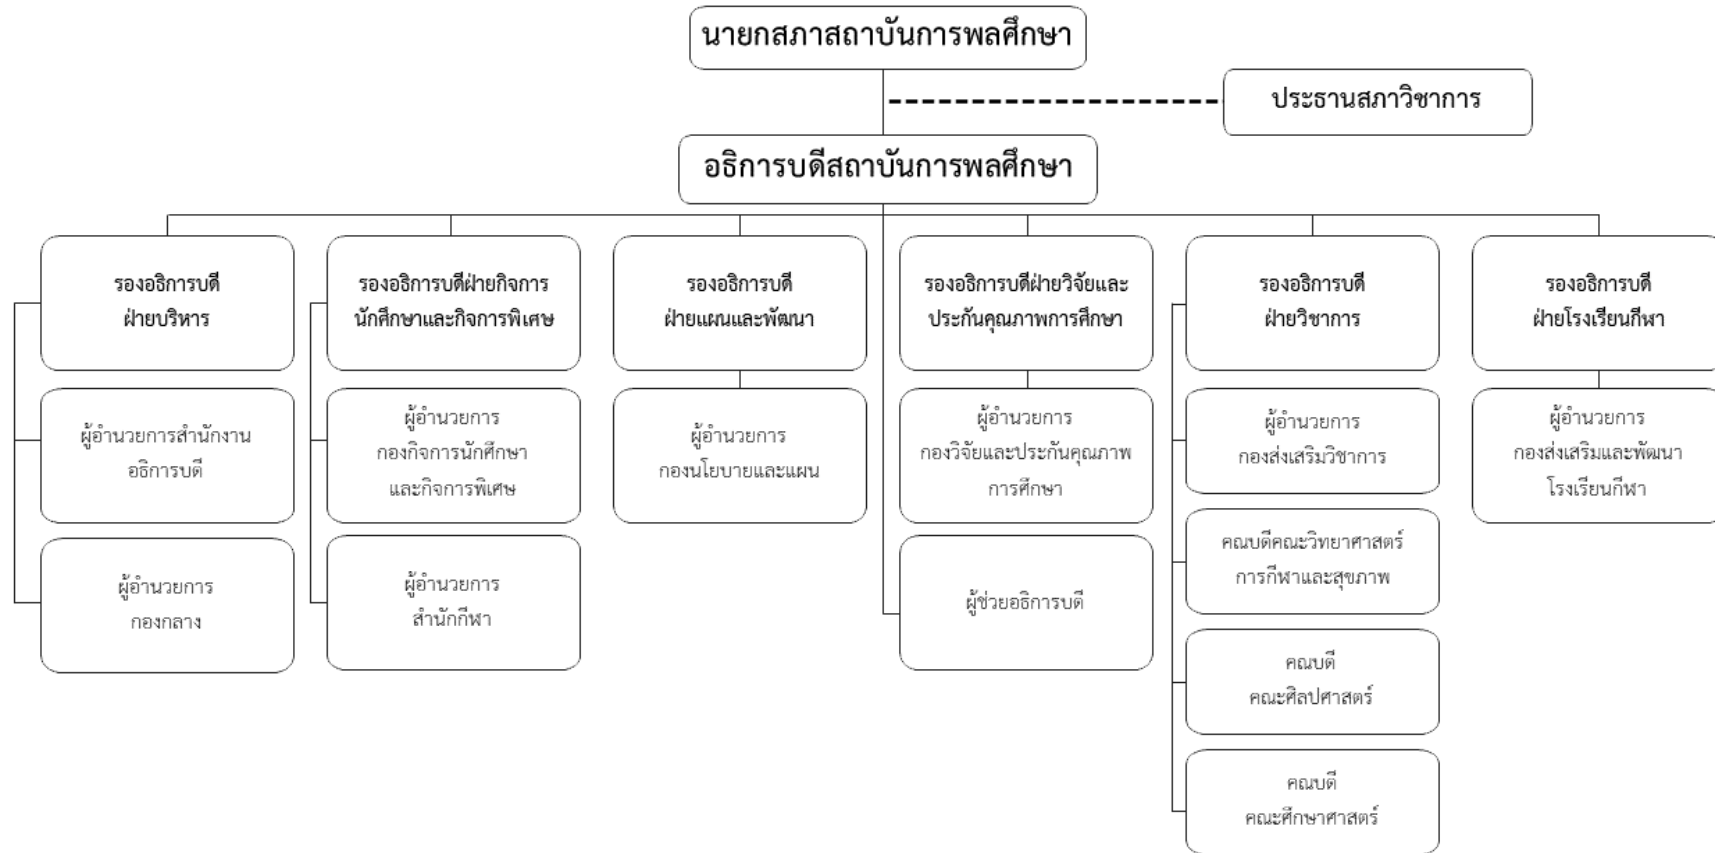 นายกสภาสถาบันการพลศึกษา
ประธานสภาวิชาการ
อธิการบดีสถาบันการพลศึกษา
รองอธิการบดี
ฝ่ายบริหาร
รองอธิการบดีฝ่ายกิจการ
นักศึกษาและกิจการพิเศษ
รองอธิการบดี
ฝ่ายแผนและพัฒนา
รองอธิการบดีฝ่ายวิจัยและ
ประกันคุณภาพการศึกษา
รองอธิการบดี
ฝ่ายวิชาการ
รองอธิการบดี
ฝ่ายโรงเรียนกีฬา
ผู้อำนวยการสำนักงาน
อธิการบดี
ผู้อำนวยการ
กองกิจการนักศึกษา
และกิจการพิเศษ
ผู้อำนวยการ
กองนโยบายและแผน
ผู้อำนวยการ
กองวิจัยและประกันคุณภาพ
การศึกษา
ผู้อำนวยการ
กองส่งเสริมวิชาการ
ผู้อำนวยการ
กองส่งเสริมและพัฒนา
โรงเรียนกีฬา
ผู้อำนวยการ
กองกลาง
ผู้อำนวยการ
สำนักกีฬา
ผู้ช่วยอธิการบดี
คณบดีคณะวิทยาศาสตร์
การกีฬาและสุขภาพ
คณบดี
คณะศิลปศาสตร์
คณบดี
คณะศึกษาศาสตร์